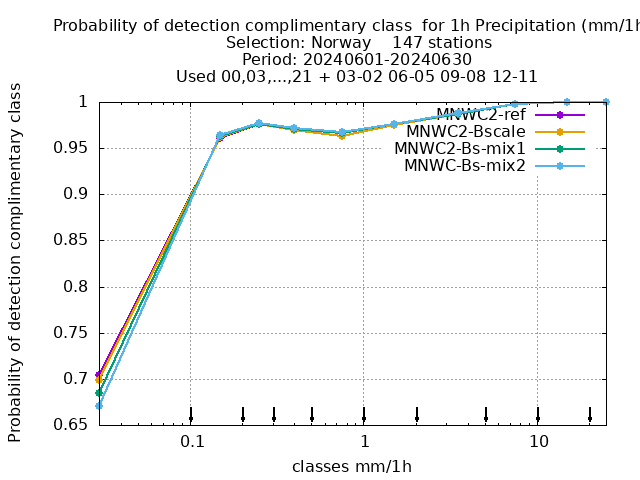 Probability of detection complimentary class  for 1h Precipitation (mm/1h
Selection: Norway    147 stations
Period: 20240601-20240630
Used 00,03,...,21 + 03-02 06-05 09-08 12-11
Probability of detection complimentary class
1
0.95
0.9
0.85
0.8
0.75
0.7
0.65
MNWC2-ref
MNWC2-Bscale
MNWC2-Bs-mix1
MNWC-Bs-mix2
0.1
1
10
classes mm/1h